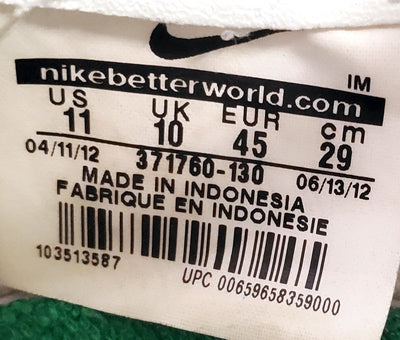 IM
nikebetterworld.com
US UK EUR cm
11 10 45 29
04/11/12 371760-130 06/13/12
MADE IN INDONESIA
FABRIQUE EN INDONESIE
103513587
UPC 00659658359000